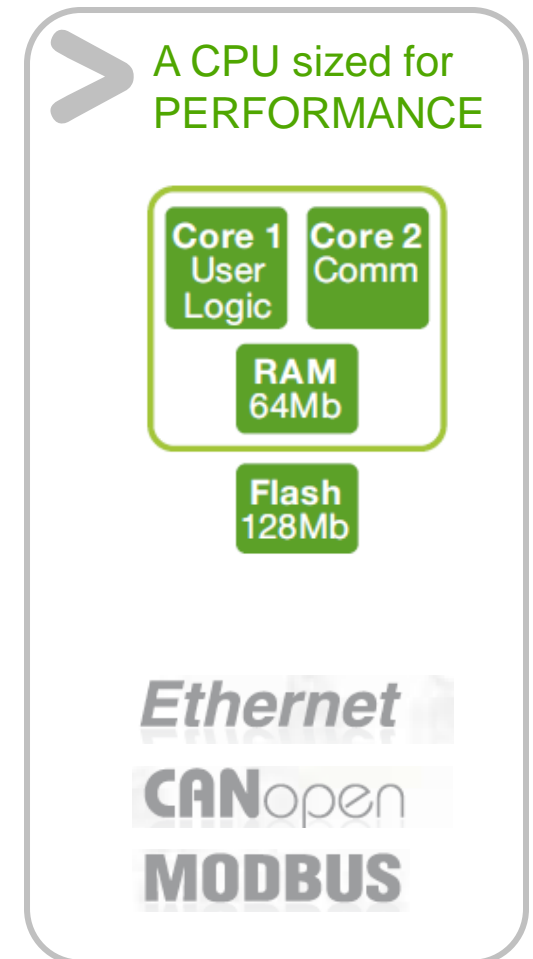 A CPU sized for
PERFORMANCE
Core 1
User
Logic
Core 2
Comm
RAM
64Mb
Flash
128Mb
Ethernet
CANopen
MODBUS